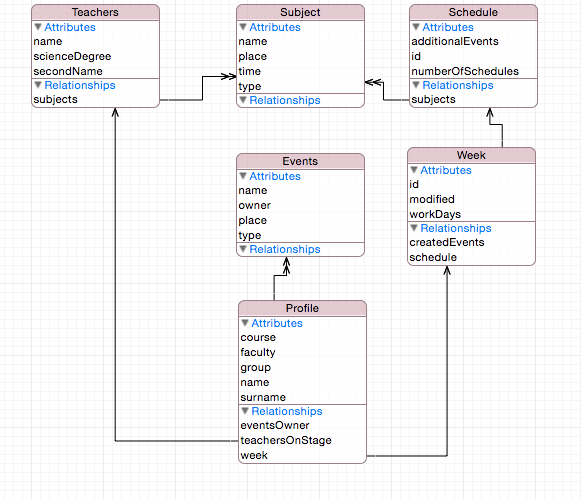 Teachers
Attributes
name
scienceDegree
secondName
Relationships
subjects
Subject
Attributes
name
place
time
type
Relationships
Schedule
Attributes
additionalEvents
id
numberOfSchedules
Relationships
subjects
Events
Attributes
name
owner
place
type
Relationships
Week
Attributes
id
modified
workDays
Relationships
createdEvents
schedule
Profile
Attributes
course
faculty
group
name
surname
Relationships
eventsOwner
teachersOnStage
week